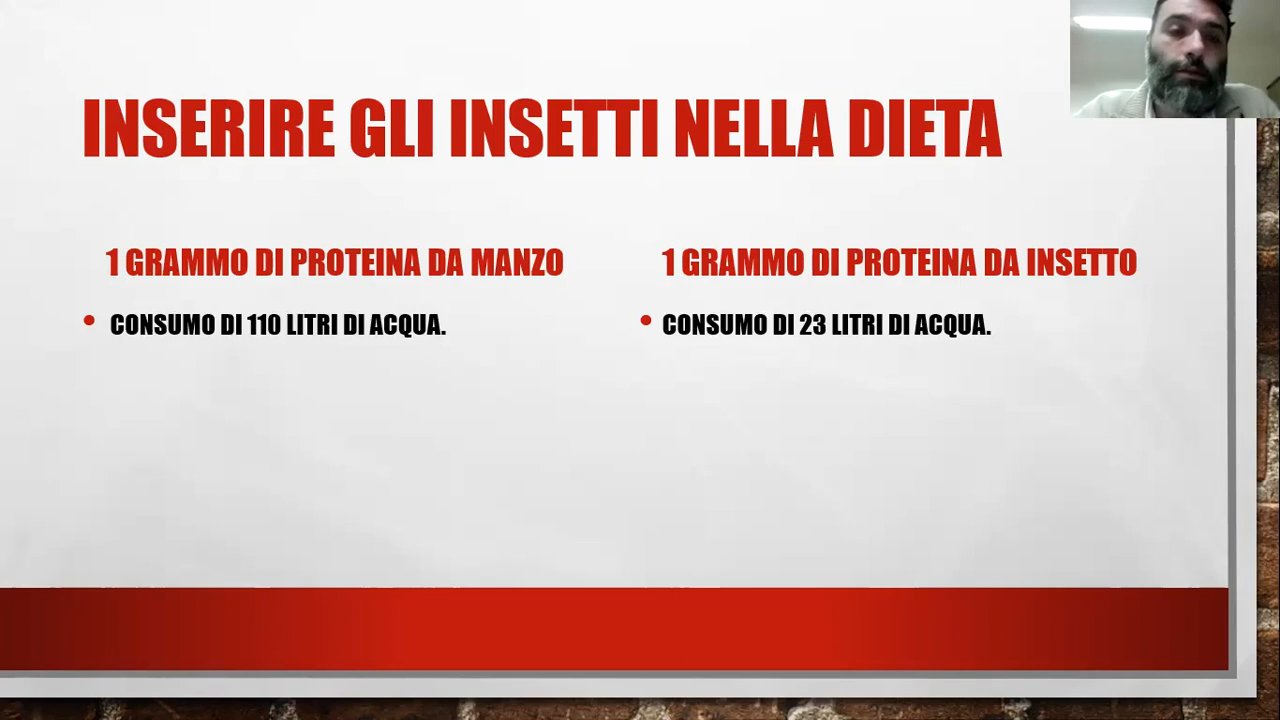 INSERIRE GLI INSETTI NELLA DIETA
1 GRAMMO DI PROTEINA DA MANZO
• CONSUMO DI 110 LITRI DI ACQUA.
1 GRAMMO DI PROTEINA DA INSETTO
• CONSUMO DI 23 LITRI DI ACQUA.